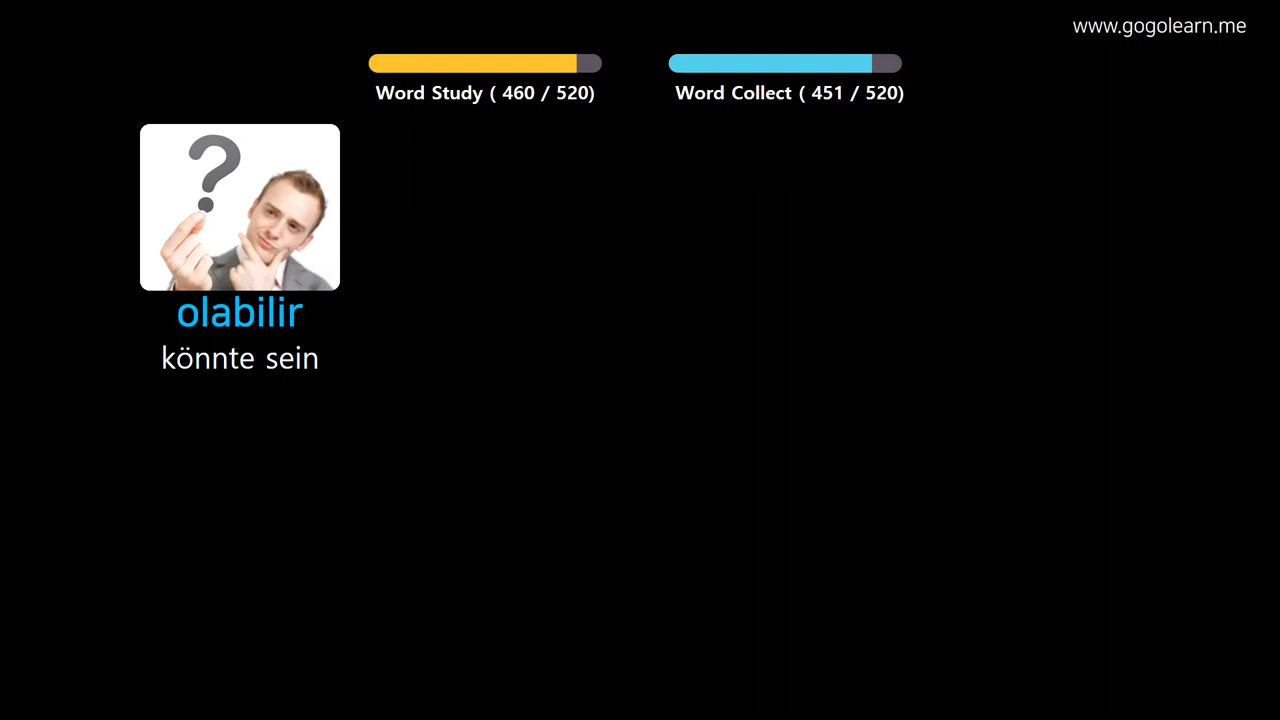 www.gogolearn.me
Word Study ( 460 / 520)
Word Collect ( 451 / 520)
?
olabilir
könnte sein